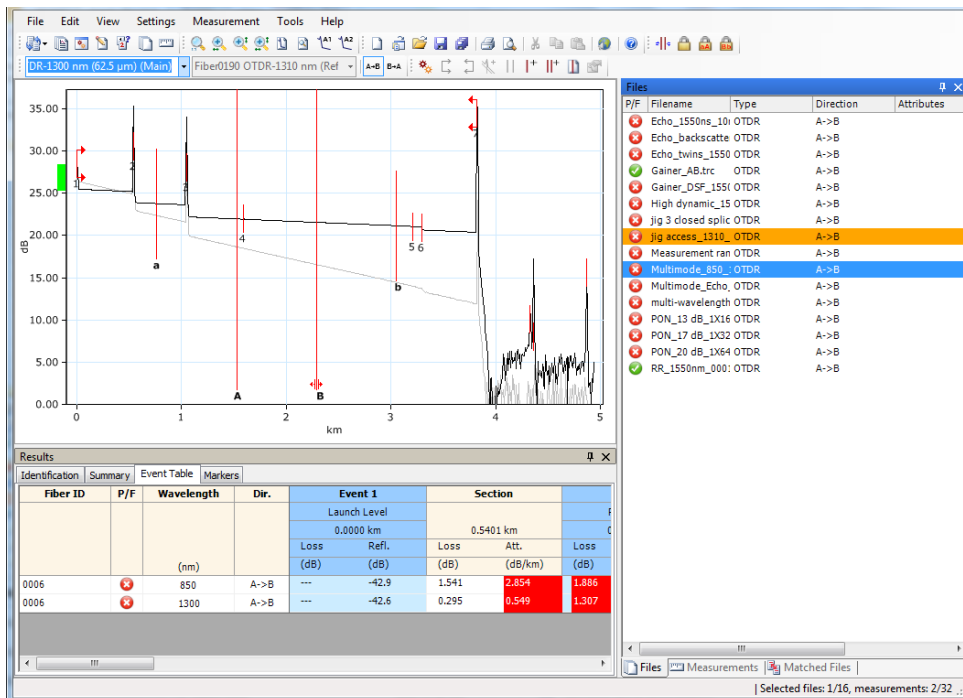 File Edit View Settings Measurement Tools Help
DR-1300 nm (62.5 µm) (Main) Fiber0190 OTDR-1310 nm (Ref A↔B B→A
35.00
30.00
25.00
20.00
15.00
10.00
5.00
0.00
dB
1 2 3 4 5 6 7
a b
A B
0 1 2 3 4 5
km
Files
P/F Filename Type Direction Attributes
Echo_1550ns_10 OTDR A->B
Echo_backscatte OTDR A->B
Echo_twins_1550 OTDR A->B
Gainer_AB.trc OTDR A->B
Gainer_DSF_155 OTDR A->B
High dynamic_15 OTDR A->B
jig 3 closed splic OTDR A->B
jig access_1310_ OTDR A->B
Measurement ran OTDR A->B
Multimode_850_ OTDR A->B
Multimode_Echo_ OTDR A->B
multi-wavelength OTDR A->B
PON_13 dB_1X16 OTDR A->B
PON_17 dB_1X32 OTDR A->B
PON_20 dB_1X64 OTDR A->B
RR_1550nm_000 OTDR A->B
Files Measurements Matched Files
Results
Identification Summary Event Table Markers
Fiber ID P/F Wavelength Dir. Event 1 Section
Launch Level
0.0000 km 0.5401 km
Loss Refl. Loss Att. Loss
(nm) (dB) (dB) (dB) (dB/km) (dB)
0006 850 A->B --- -42.9 1.541 2.854 1.886
0006 1300 A->B --- -42.6 0.295 0.549 1.307
Selected files: 1/16, measurements: 2/32